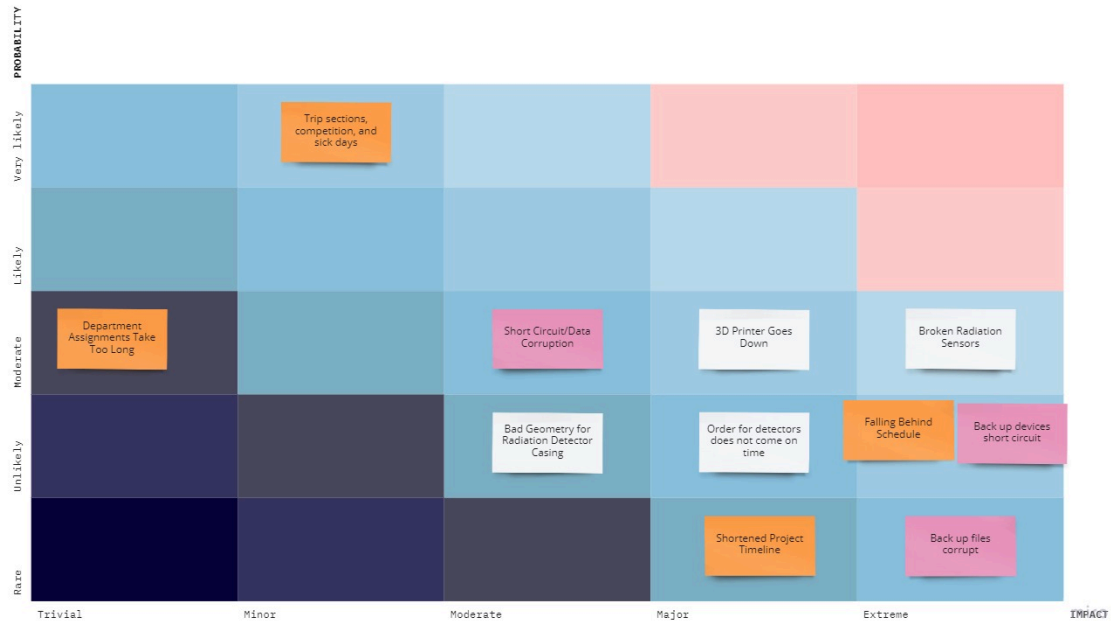 PROBABILITY
Very likely
Trip sections,
competition, and
sick days
Likely
Moderate
Department
Assignments Take
Too Long
Short Circuit/Data
Corruption
3D Printer Goes
Down
Broken Radiation
Sensors
Unlikely
Bad Geometry for
Radiation Detector
Casing
Order for detectors
does not come on
time
Falling Behind
Schedule
Back up devices
short circuit
Rare
Shortened Project
Timeline
Back up files
corrupt
Trivial
Minor
Moderate
Major
Extreme
IMPACT
miro